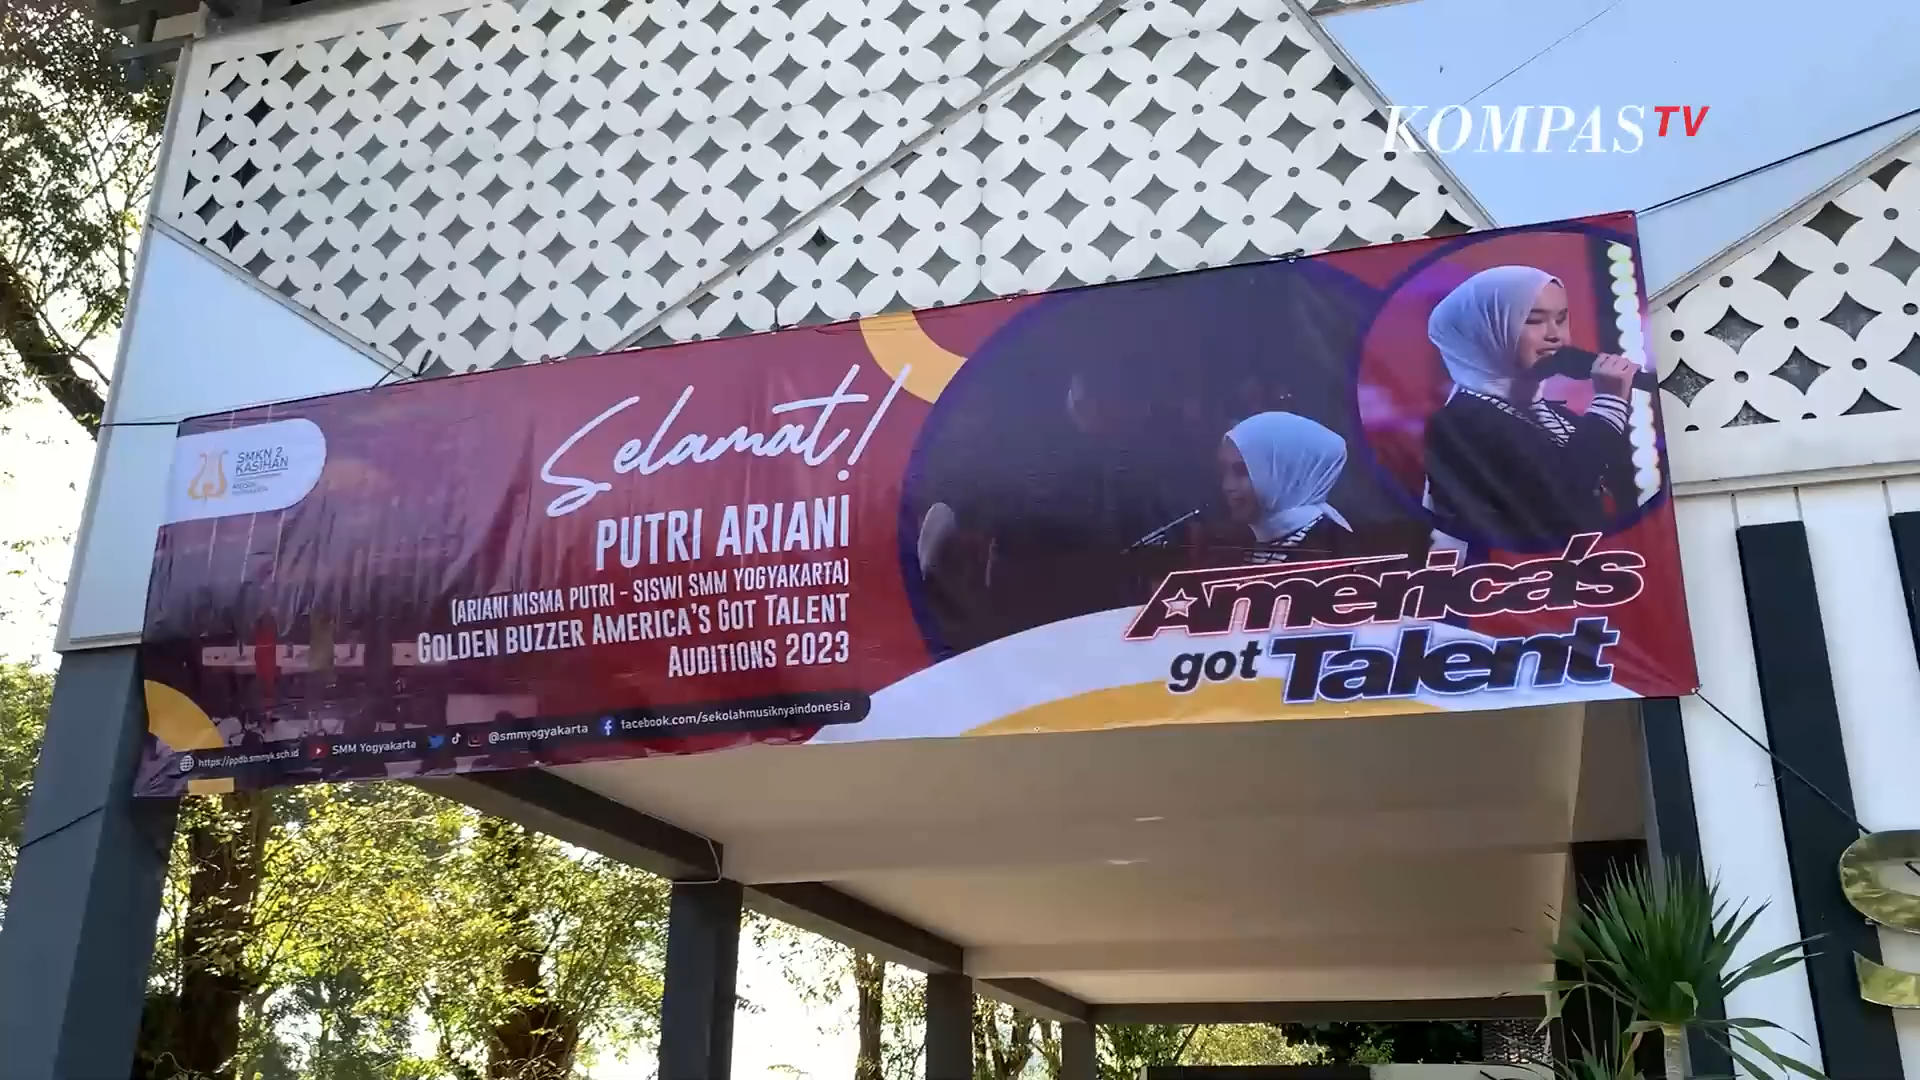 KOMPASTV
SMKN 2
KASIHAN
Selamat!
PUTRI ARIANI
(ARIANI NISMA PUTRI - SISWI SMM YOGYAKARTA)
GOLDEN BUZZER AMERICA'S GOT TALENT
AUDITIONS 2023
America's
got Talent
https://ppdb.smmyk.sch.id SMM Yogyakarta @smmyogyakarta facebook.com/sekolahmusiknyaindonesia